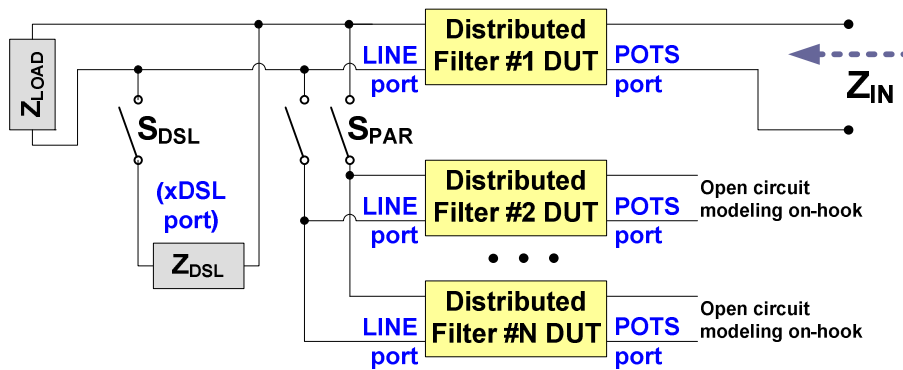 Distributed
Filter #1 DUT
LINE
port
POTS
port
ZIN
ZLOAD
SDSL
SPAR
(xDSL
port)
ZDSL
Distributed
Filter #2 DUT
LINE
port
POTS
port
Open circuit
modeling on-hook
• • •
Distributed
Filter #N DUT
LINE
port
POTS
port
Open circuit
modeling on-hook